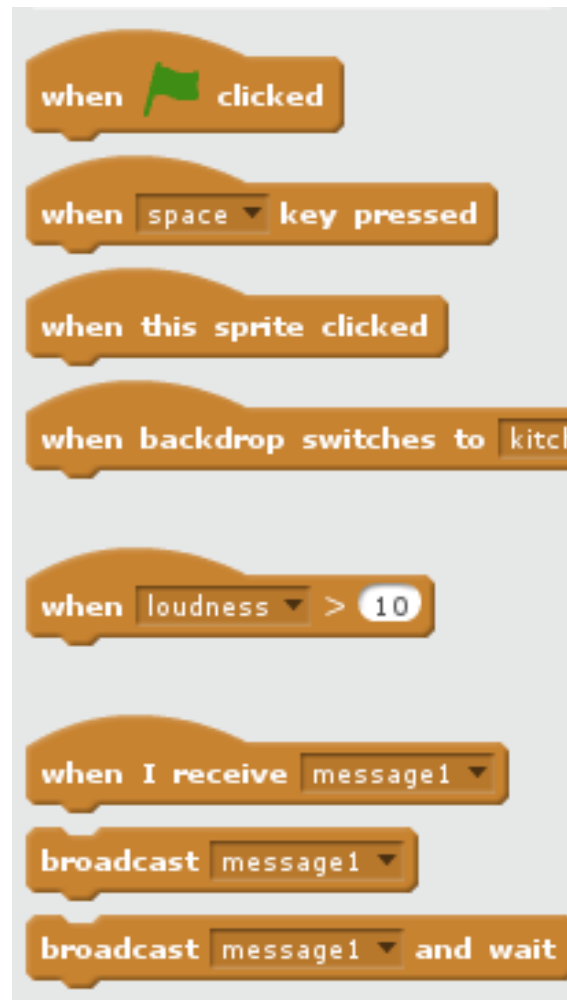 when clicked
when space key pressed
when this sprite clicked
when backdrop switches to kitch
when loudness > 10
when I receive message1
broadcast message1
broadcast message1 and wait